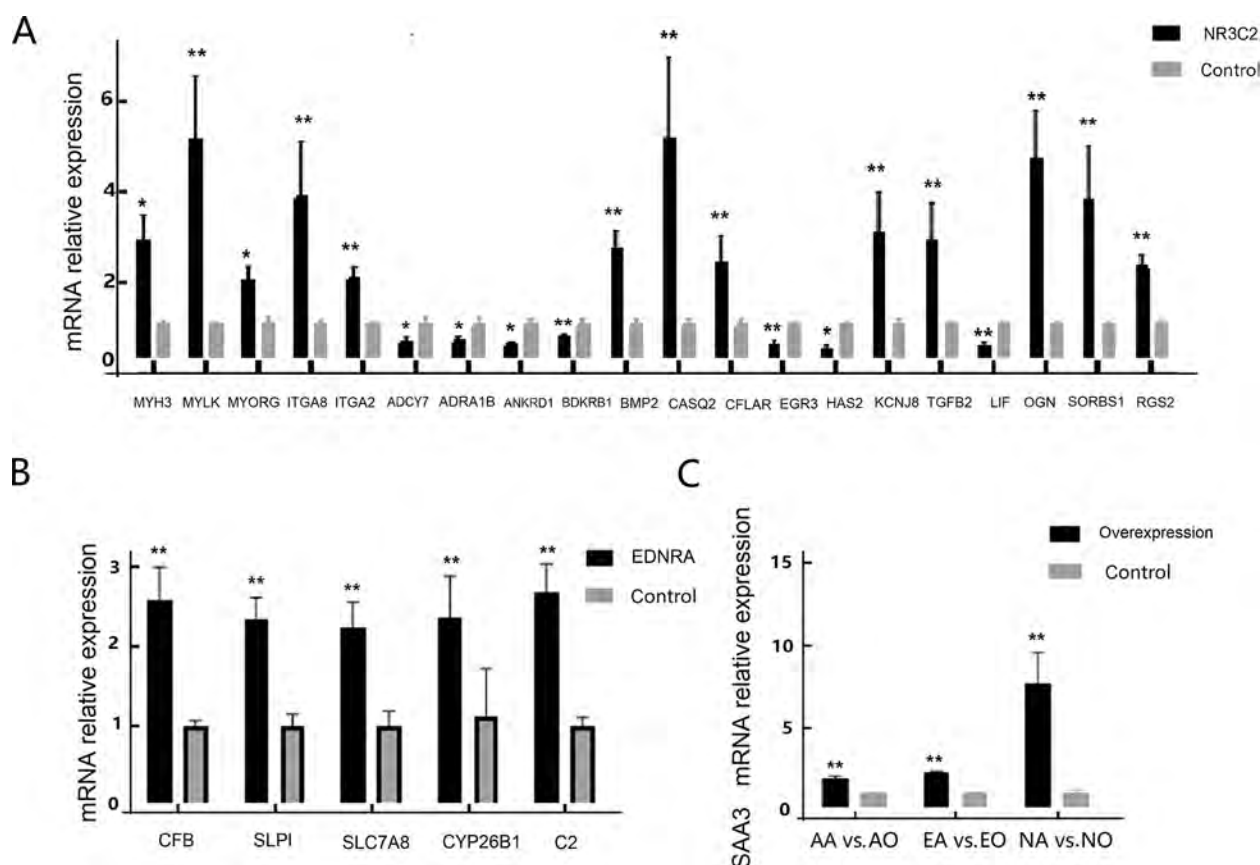 A
NR3C2
Control
mRNA relative expression
6
4
2
0
* ** * ** ** * * * ** ** ** ** ** * ** ** ** ** ** **
MYH3 MYLK MYORG ITGA8 ITGA2 ADCY7 ADRA1B ANKRD1 BDKRB1 BMP2 CASQ2 CFLAR EGR3 HAS2 KCNJ8 TGFB2 LIF OGN SORBS1 RGS2
B
EDNRA
Control
mRNA relative expression
3
2
1
0
** ** ** ** **
CFB SLPI SLC7A8 CYP26B1 C2
C
Overexpression
Control
SAA3 mRNA relative expression
15
10
5
0
** ** **
AA vs.AO EA vs.EO NA vs.NO